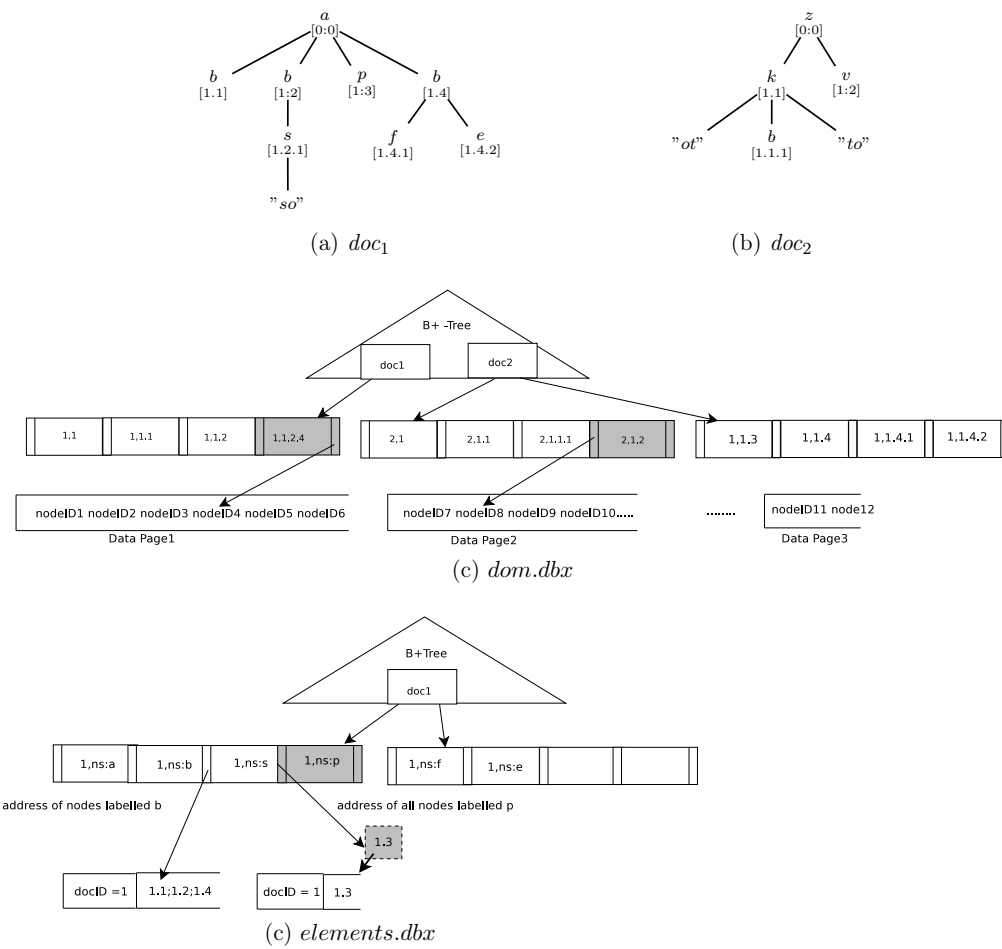 a z
[0:0] [0:0]
b b p b k v
[1.1] [1:2] [1:3] [1.4] [1.1] [1:2]
s f e "ot" b "to"
[1.2.1] [1.4.1] [1.4.2] [1.1.1]
"so"
(a) doc1 (b) doc2
B+ -Tree
doc1 doc2
1,1 1,1.1 1,1.2 1,1,2,4 2,1 2,1.1 2,1.1.1 2,1.2 1,1.3 1,1.4 1,1.4.1 1,1.4.2
nodeID1 nodeID2 nodeID3 nodeID4 nodeID5 nodeID6 nodeID7 nodeID8 nodeID9 nodeID10..... ........ nodeID11 node12
Data Page1 Data Page2 Data Page3
(c) dom.dbx
B+Tree
doc1
1,ns:a 1,ns:b 1,ns:s 1,ns:p 1,ns:f 1,ns:e
address of nodes labelled b address of all nodes labelled p
1.3
docID =1 1.1;1.2;1.4 docID = 1 1.3
(c) elements.dbx